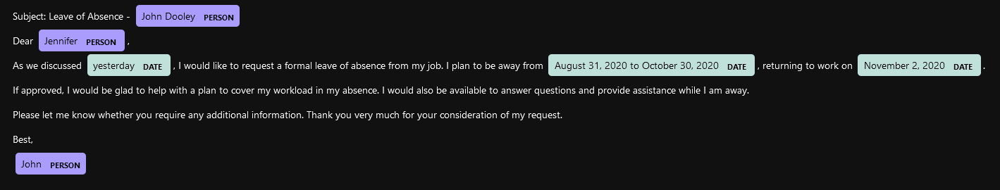 Subject: Leave of Absence - John Dooley PERSON
Dear Jennifer PERSON ,
As we discussed yesterday DATE , I would like to request a formal leave of absence from my job. I plan to be away from August 31, 2020 to October 30, 2020 DATE , returning to work on November 2, 2020 DATE .
If approved, I would be glad to help with a plan to cover my workload in my absence. I would also be available to answer questions and provide assistance while I am away.
Please let me know whether you require any additional information. Thank you very much for your consideration of my request.
Best,
John PERSON